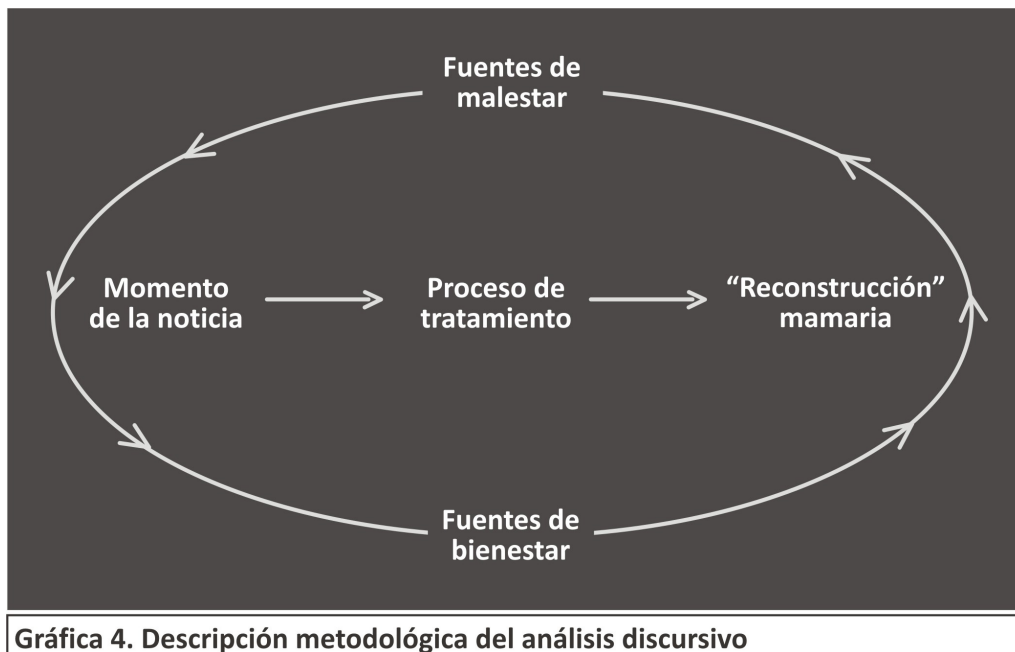 Fuentes de
malestar
Momento
de la noticia
Proceso de
tratamiento
“Reconstrucción”
mamaria
Fuentes de
bienestar
Gráfica 4. Descripción metodológica del análisis discursivo